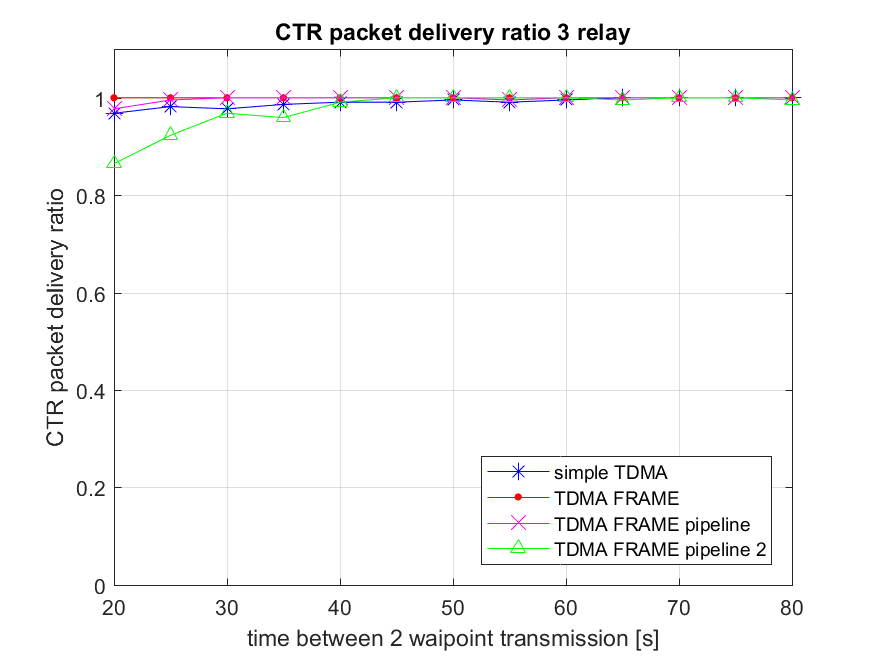 CTR packet delivery ratio 3 relay
CTR packet delivery ratio
1
0.8
0.6
0.4
0.2
0
20 30 40 50 60 70 80
time between 2 waipoint transmission [s]
simple TDMA
TDMA FRAME
TDMA FRAME pipeline
TDMA FRAME pipeline 2